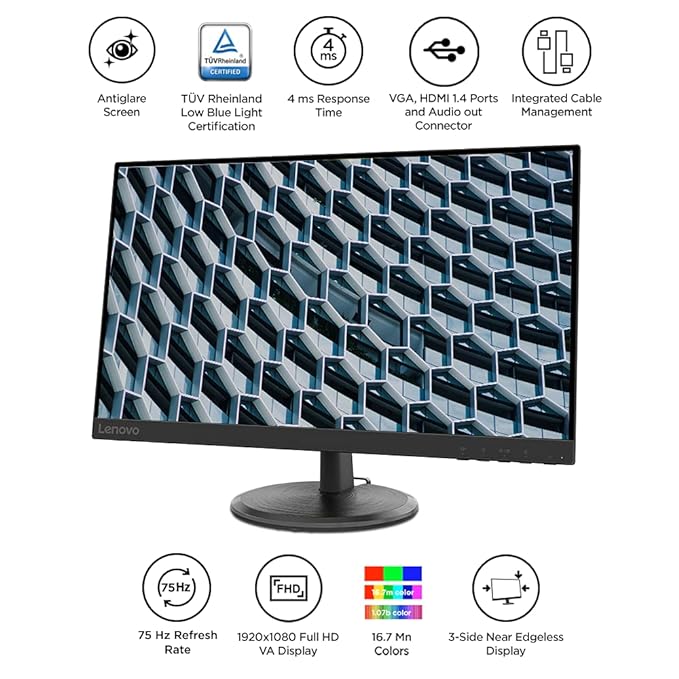 4
ms
TÜVRheinland
CERTIFIED
Antiglare
Screen
TÜV Rheinland
Low Blue Light
Certification
4 ms Response
Time
VGA, HDMI 1.4 Ports
and Audio out
Connector
Integrated Cable
Management
Lenovo
75Hz
FHD
16.7m color
1.07b color
75 Hz Refresh
Rate
1920x1080 Full HD
VA Display
16.7 Mn
Colors
3-Side Near Edgeless
Display